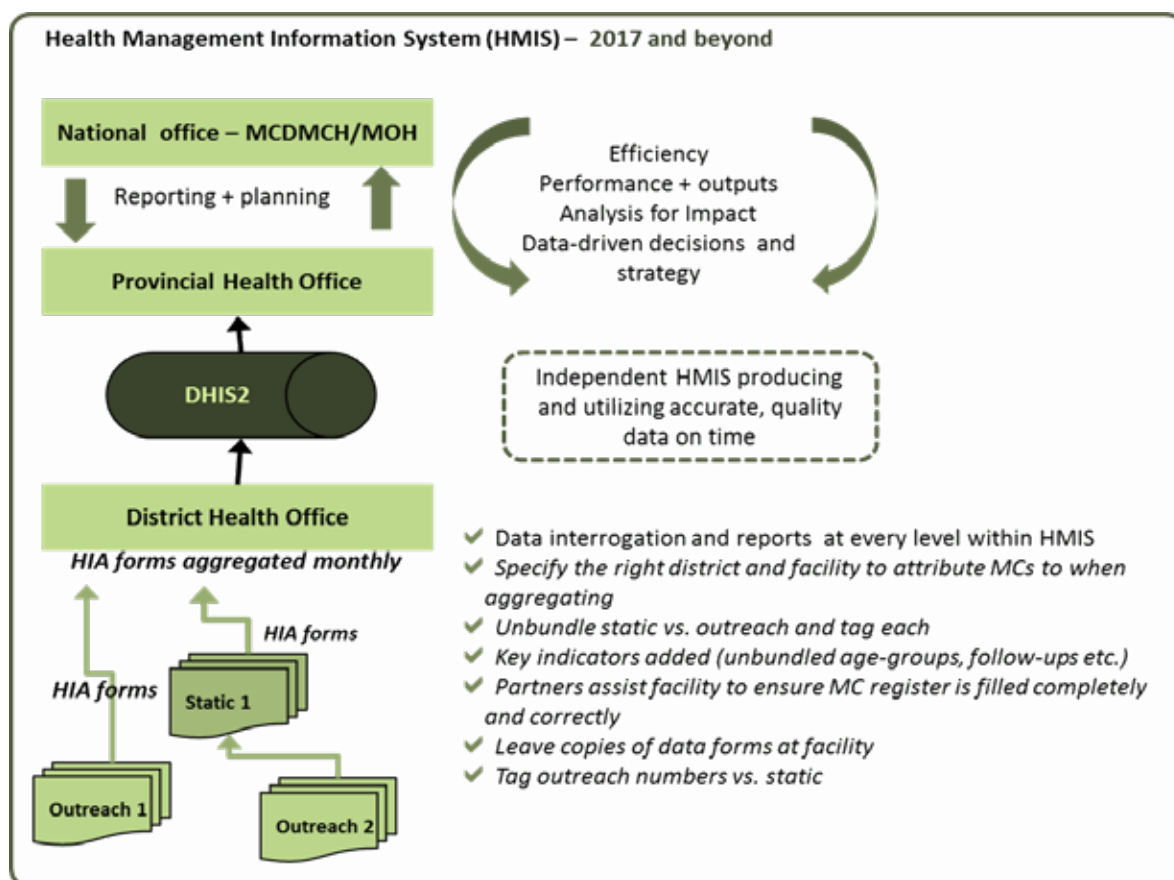 Health Management Information System (HMIS) – 2017 and beyond
National office – MCDMCH/MOH
Reporting + planning
Provincial Health Office
DHIS2
District Health Office
HIA forms aggregated monthly
HIA forms
HIA forms
Static 1
Outreach 1
Outreach 2
Efficiency
Performance + outputs
Analysis for Impact
Data-driven decisions and
strategy
Independent HMIS producing
and utilizing accurate, quality
data on time
✓ Data interrogation and reports at every level within HMIS
✓ Specify the right district and facility to attribute MCs to when
aggregating
✓ Unbundle static vs. outreach and tag each
✓ Key indicators added (unbundled age-groups, follow-ups etc.)
✓ Partners assist facility to ensure MC register is filled completely
and correctly
✓ Leave copies of data forms at facility
✓ Tag outreach numbers vs. static